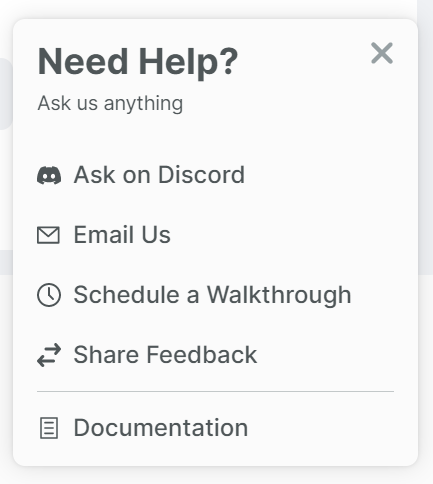 Need Help?
Ask us anything
Ask on Discord
Email Us
Schedule a Walkthrough
Share Feedback
Documentation